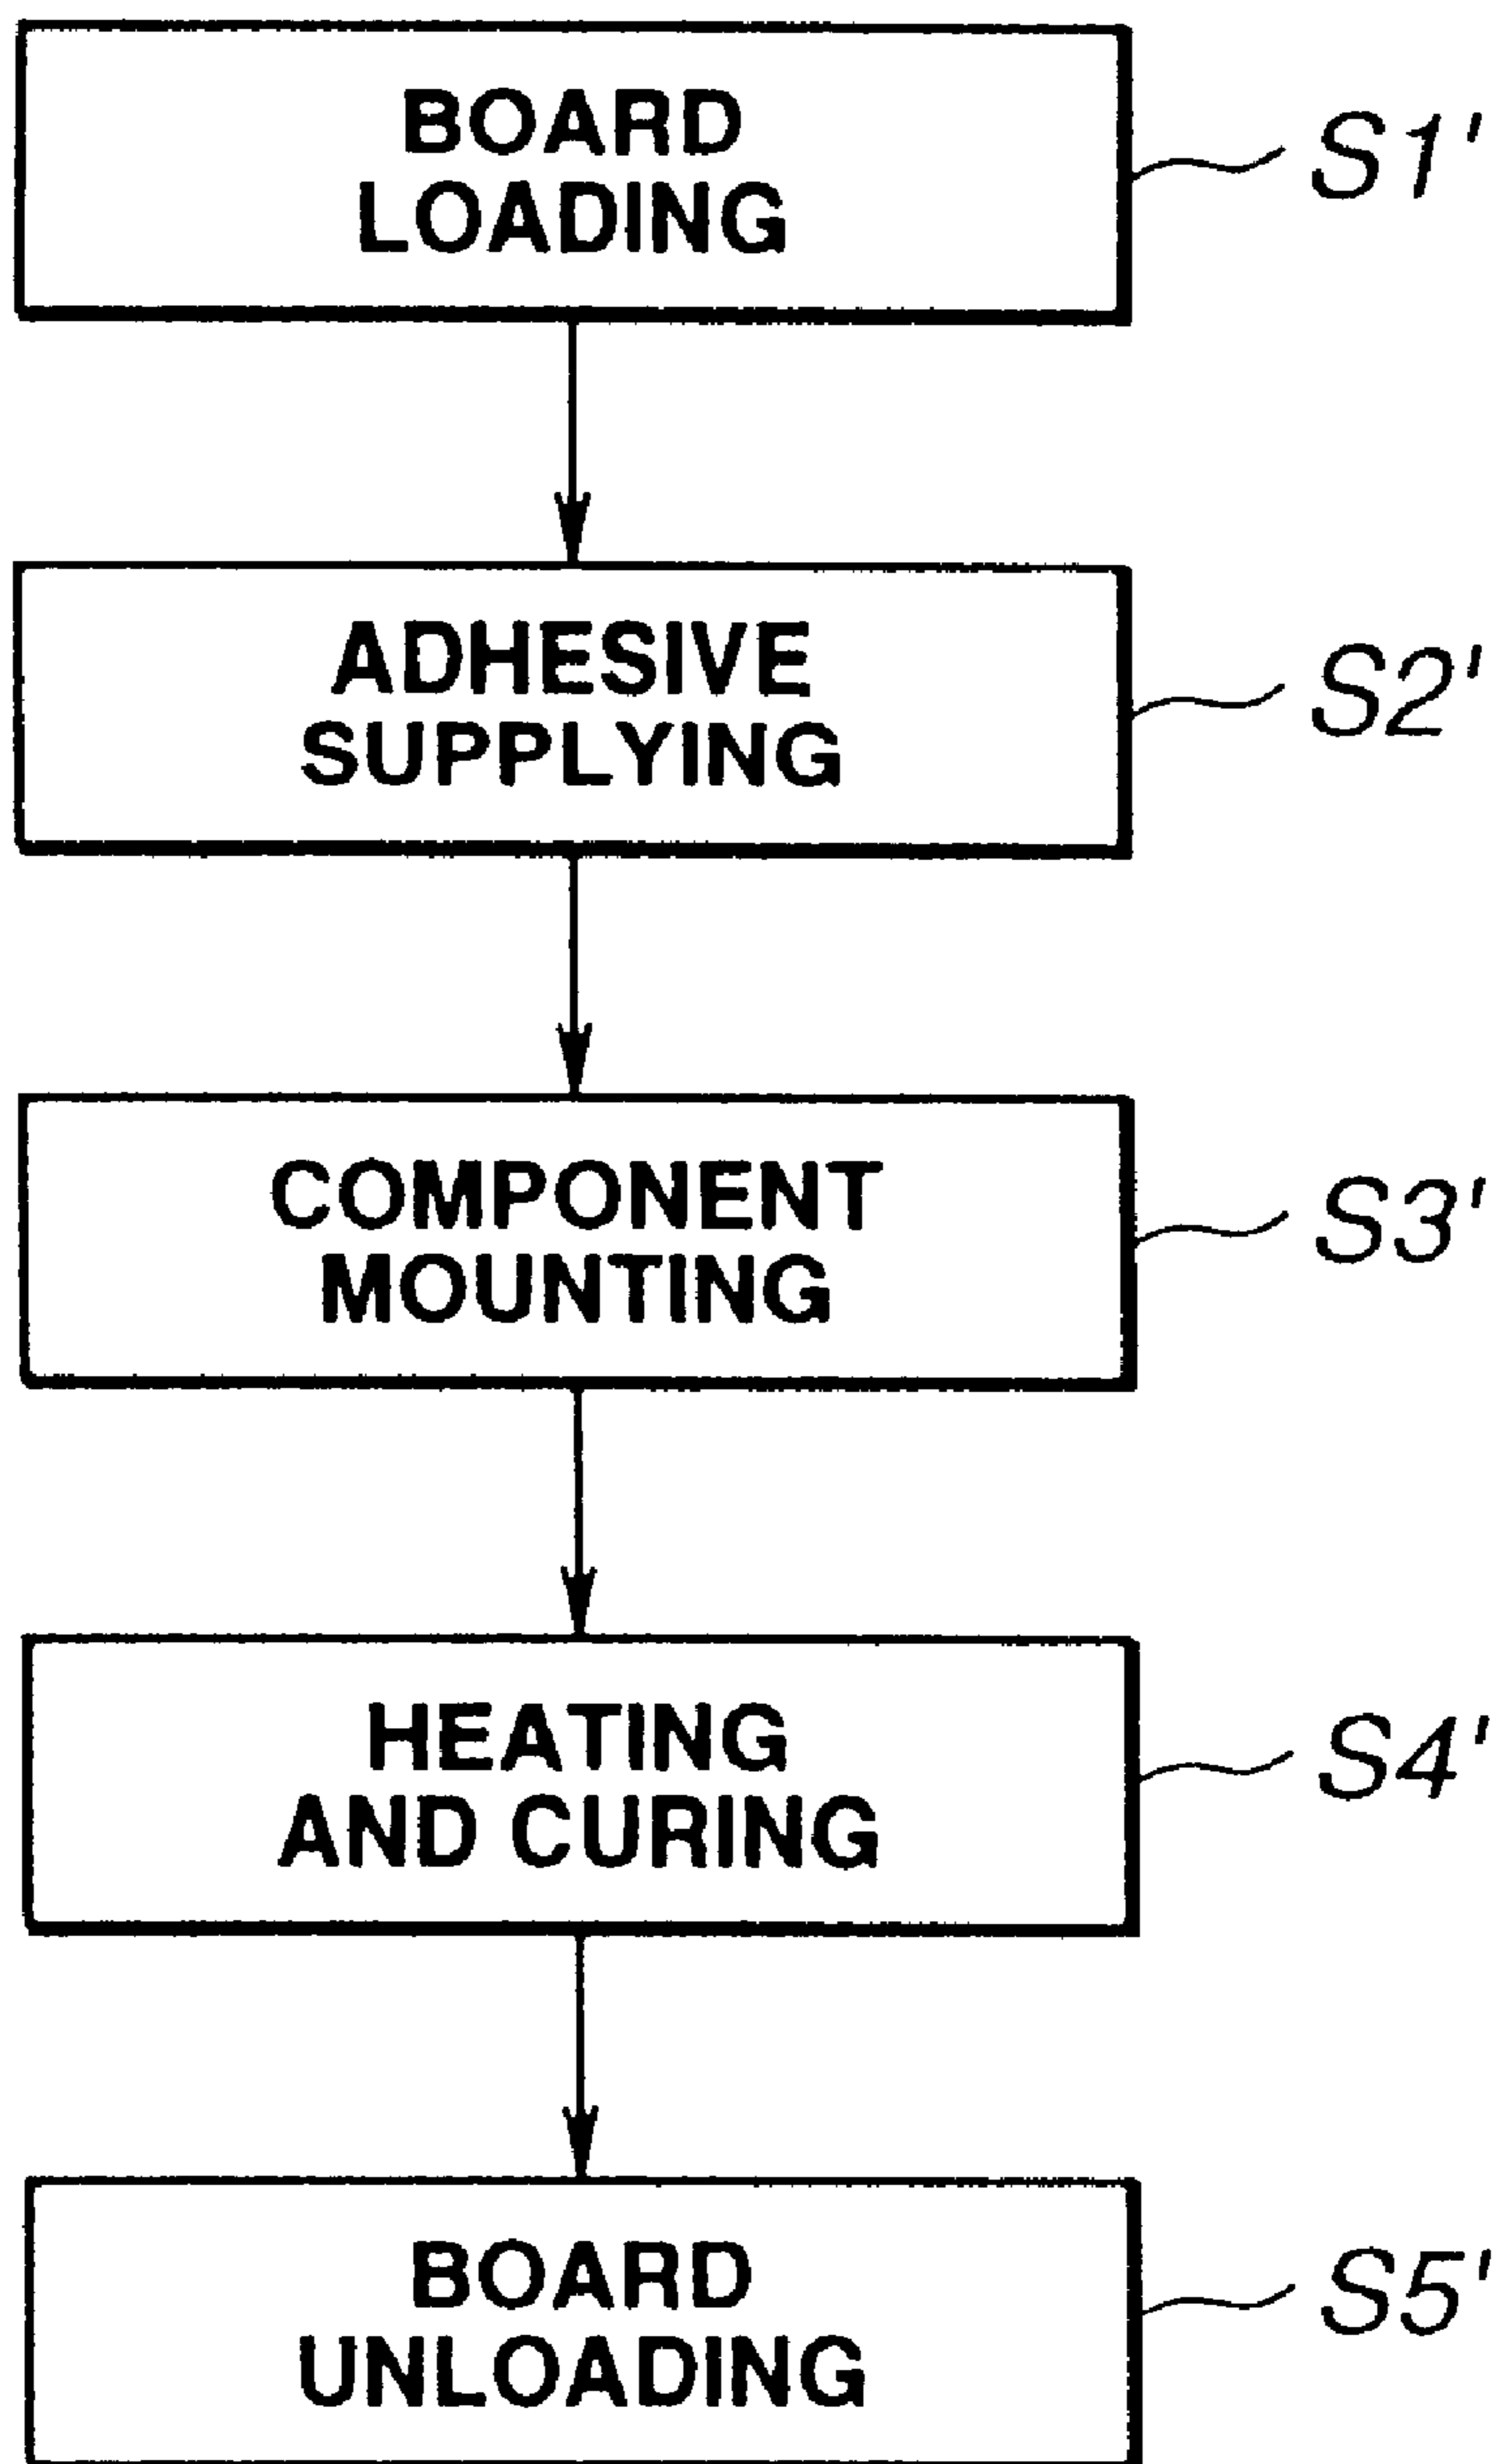 BOARD
LOADING
S1'
ADHESIVE
SUPPLYING
S2'
COMPONENT
MOUNTING
S3'
HEATING
AND CURING
S4'
BOARD
UNLOADING
S5'